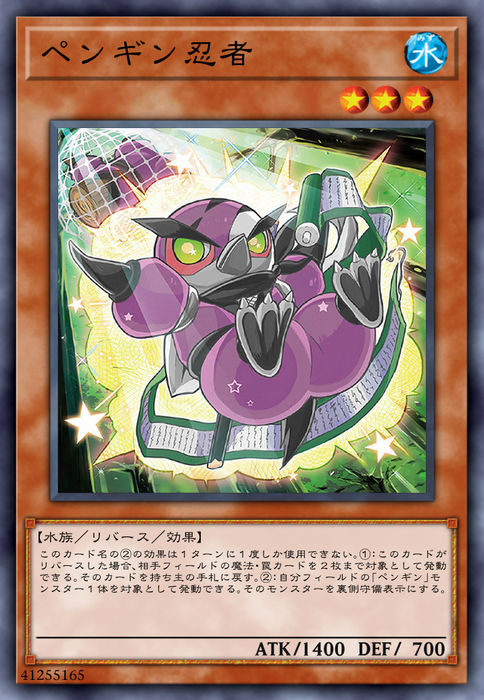 ペンギン忍者
みず
水
【水族／リバース／効果】
このカード名の②の効果は１ターンに１度しか使用できない。①：このカードが
リバースした場合、相手フィールドの魔法・罠カードを２枚まで対象として発動
できる。そのカードを持ち主の手札に戻す。②：自分フィールドの「ペンギン」モ
ンスター１体を対象として発動できる。そのモンスターを裏側守備表示にする。
ATK/1400 DEF/ 700
41255165